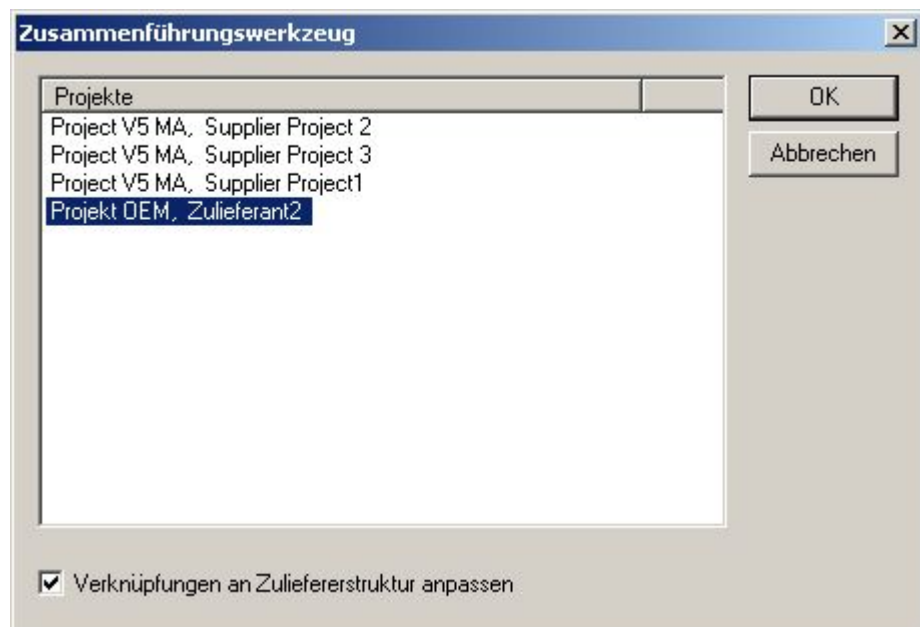 Zusammenführungswerkzeug
Projekte
OK
Project V5 MA, Supplier Project 2
Project V5 MA, Supplier Project 3
Abbrechen
Project V5 MA, Supplier Project1
Projekt OEM, Zulieferant2
Verknüpfungen an Zuliefererstruktur anpassen